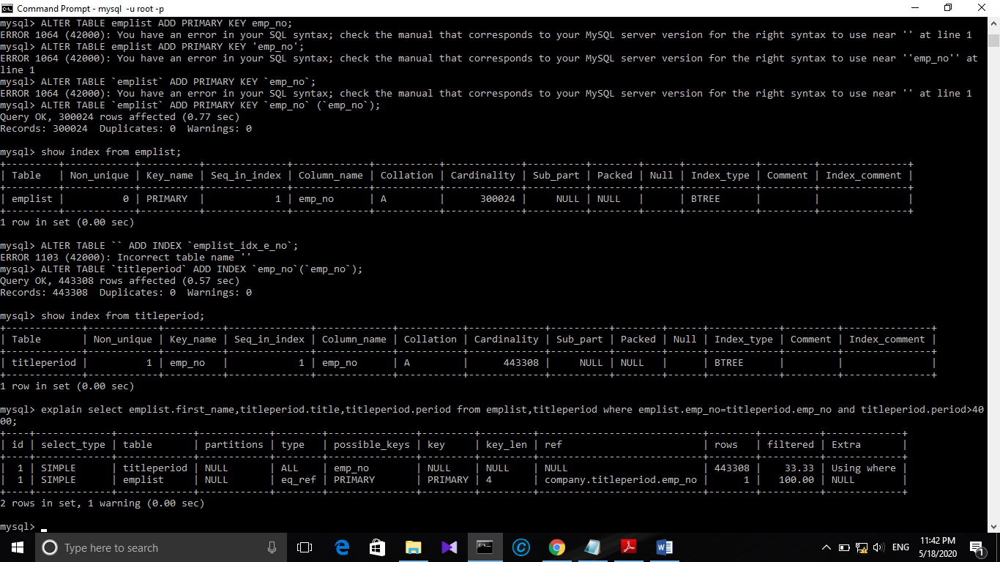 Command Prompt - mysql -u root -p
mysql> ALTER TABLE emplist ADD PRIMARY KEY emp_no;
ERROR 1064 (42000): You have an error in your SQL syntax; check the manual that corresponds to your MySQL server version for the right syntax to use near '' at line 1
mysql> ALTER TABLE emplist ADD PRIMARY KEY 'emp_no';
ERROR 1064 (42000): You have an error in your SQL syntax; check the manual that corresponds to your MySQL server version for the right syntax to use near ''emp_no'' at
line 1
mysql> ALTER TABLE `emplist` ADD PRIMARY KEY `emp_no`;
ERROR 1064 (42000): You have an error in your SQL syntax; check the manual that corresponds to your MySQL server version for the right syntax to use near '' at line 1
mysql> ALTER TABLE `emplist` ADD PRIMARY KEY `emp_no` (`emp_no`);
Query OK, 300024 rows affected (0.77 sec)
Records: 300024  Duplicates: 0  Warnings: 0
mysql> show index from emplist;
| Table   | Non_unique | Key_name | Seq_in_index | Column_name | Collation | Cardinality | Sub_part | Packed | Null | Index_type | Comment | Index_comment |
| emplist |          0 | PRIMARY  |            1 | emp_no      | A         |      300024 |     NULL | NULL   |      | BTREE      |         |               |
1 row in set (0.00 sec)
mysql> ALTER TABLE `` ADD INDEX `emplist_idx_e_no`;
ERROR 1103 (42000): Incorrect table name ''
mysql> ALTER TABLE `titleperiod` ADD INDEX `emp_no`(`emp_no`);
Query OK, 443308 rows affected (0.57 sec)
Records: 443308  Duplicates: 0  Warnings: 0
mysql> show index from titleperiod;
| Table       | Non_unique | Key_name | Seq_in_index | Column_name | Collation | Cardinality | Sub_part | Packed | Null | Index_type | Comment | Index_comment |
| titleperiod |          1 | emp_no   |            1 | emp_no      | A         |      443308 |     NULL | NULL   |      | BTREE      |         |               |
1 row in set (0.00 sec)
mysql> explain select emplist.first_name,titleperiod.title,titleperiod.period from emplist,titleperiod where emplist.emp_no=titleperiod.emp_no and titleperiod.period>40
00;
| id | select_type | table       | partitions | type   | possible_keys | key     | key_len | ref                        | rows   | filtered | Extra       |
|  1 | SIMPLE      | titleperiod | NULL       | ALL    | emp_no        | NULL    | NULL    | NULL                       | 443308 |    33.33 | Using where |
|  1 | SIMPLE      | emplist     | NULL       | eq_ref | PRIMARY       | PRIMARY | 4       | company.titleperiod.emp_no |      1 |   100.00 | NULL        |
2 rows in set, 1 warning (0.00 sec)
mysql>
Type here to search
ENG
11:42 PM
5/18/2020
1